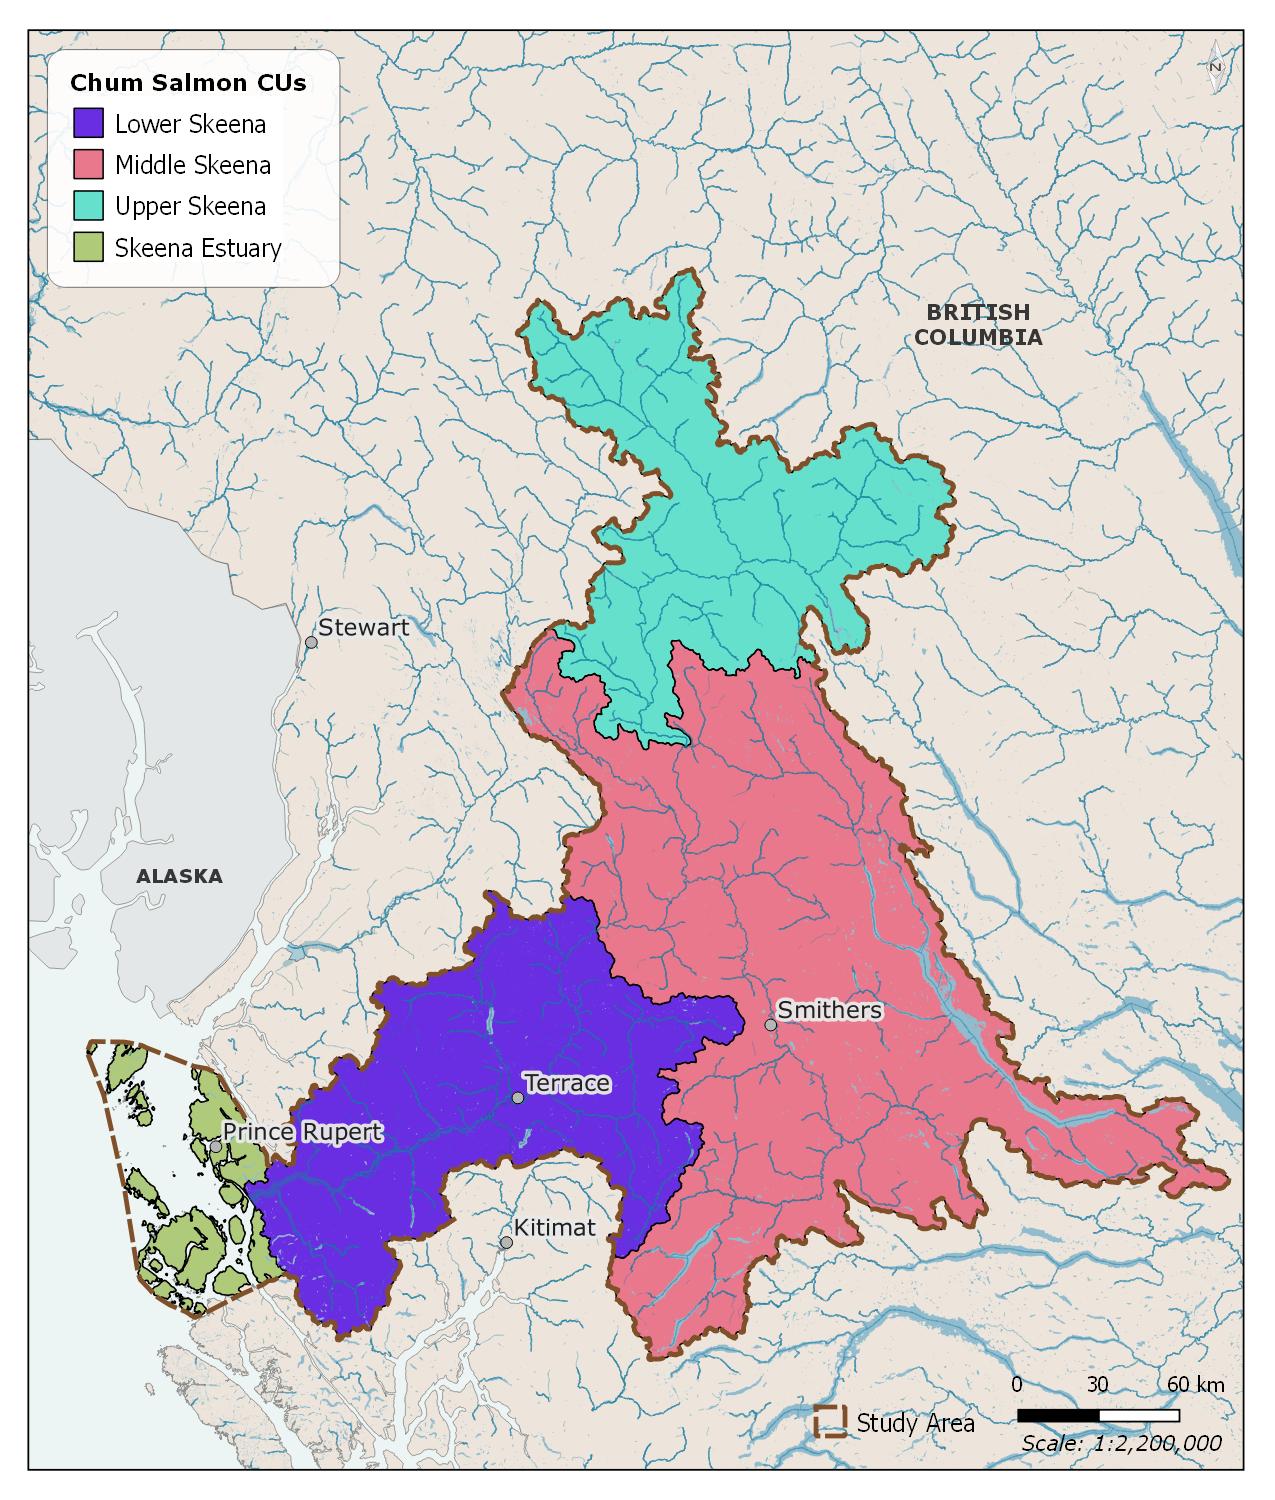 Chum Salmon CUs
Lower Skeena
Middle Skeena
Upper Skeena
Skeena Estuary
N
BRITISH
COLUMBIA
Stewart
ALASKA
Smithers
Terrace
Prince Rupert
Kitimat
0 30 60 km
Study Area
Scale: 1:2,200,000